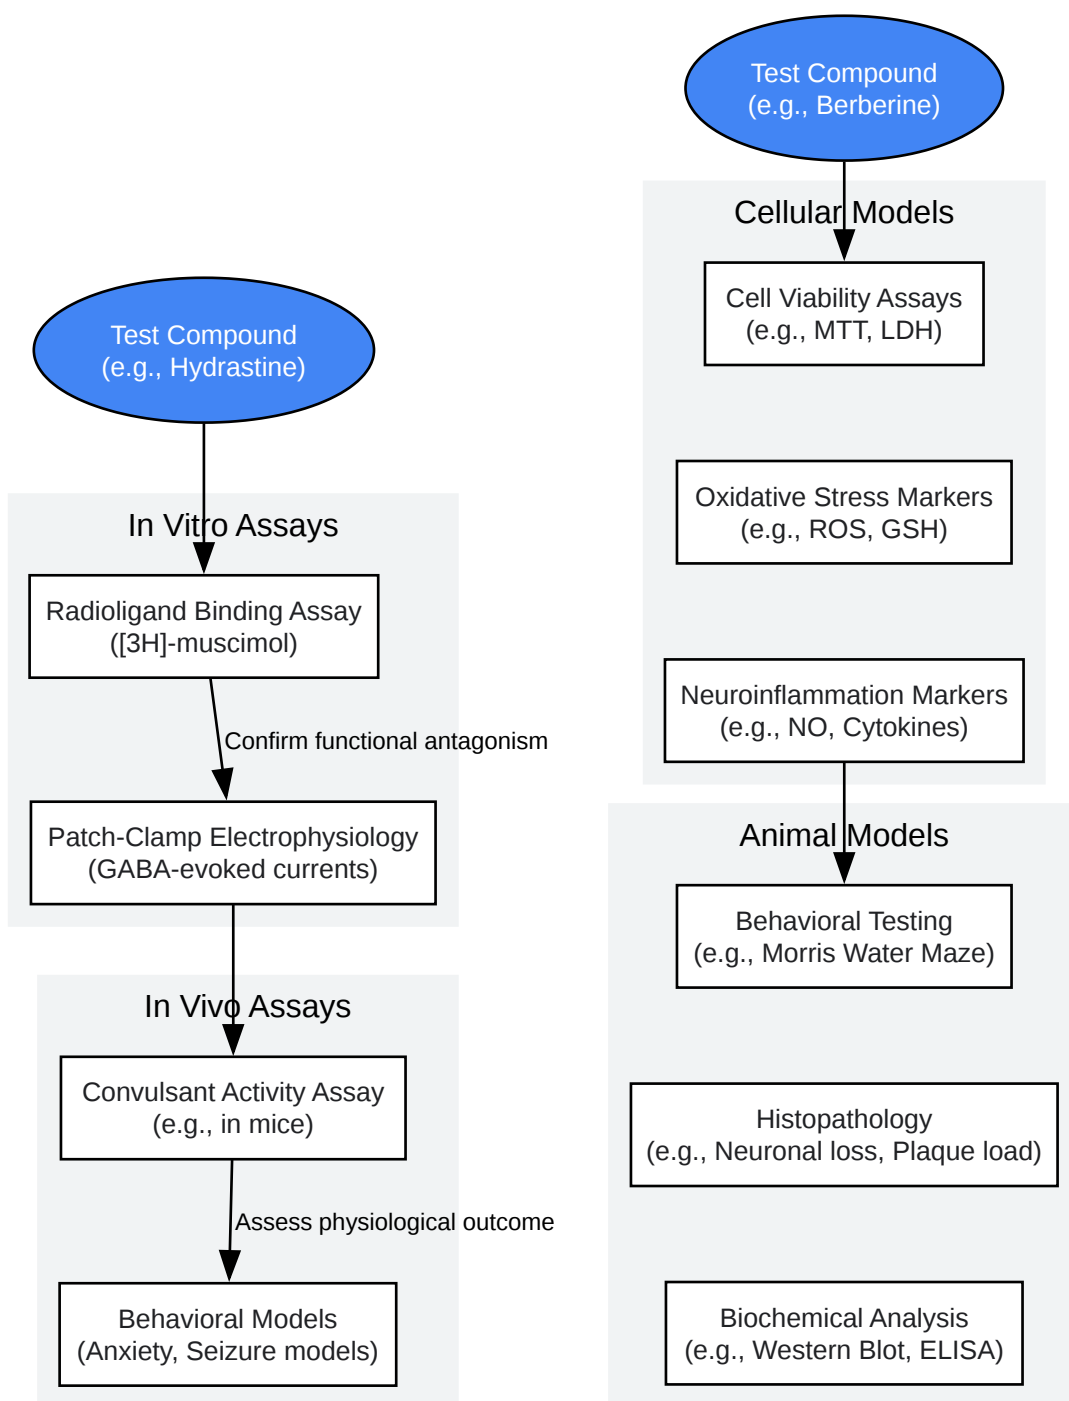 Test Compound
(e.g., Hydrastine)
In Vitro Assays
Radioligand Binding Assay
([3H]-muscimol)
Confirm functional antagonism
Patch-Clamp Electrophysiology
(GABA-evoked currents)
In Vivo Assays
Convulsant Activity Assay
(e.g., in mice)
Assess physiological outcome
Behavioral Models
(Anxiety, Seizure models)
Test Compound
(e.g., Berberine)
Cellular Models
Cell Viability Assays
(e.g., MTT, LDH)
Oxidative Stress Markers
(e.g., ROS, GSH)
Neuroinflammation Markers
(e.g., NO, Cytokines)
Animal Models
Behavioral Testing
(e.g., Morris Water Maze)
Histopathology
(e.g., Neuronal loss, Plaque load)
Biochemical Analysis
(e.g., Western Blot, ELISA)